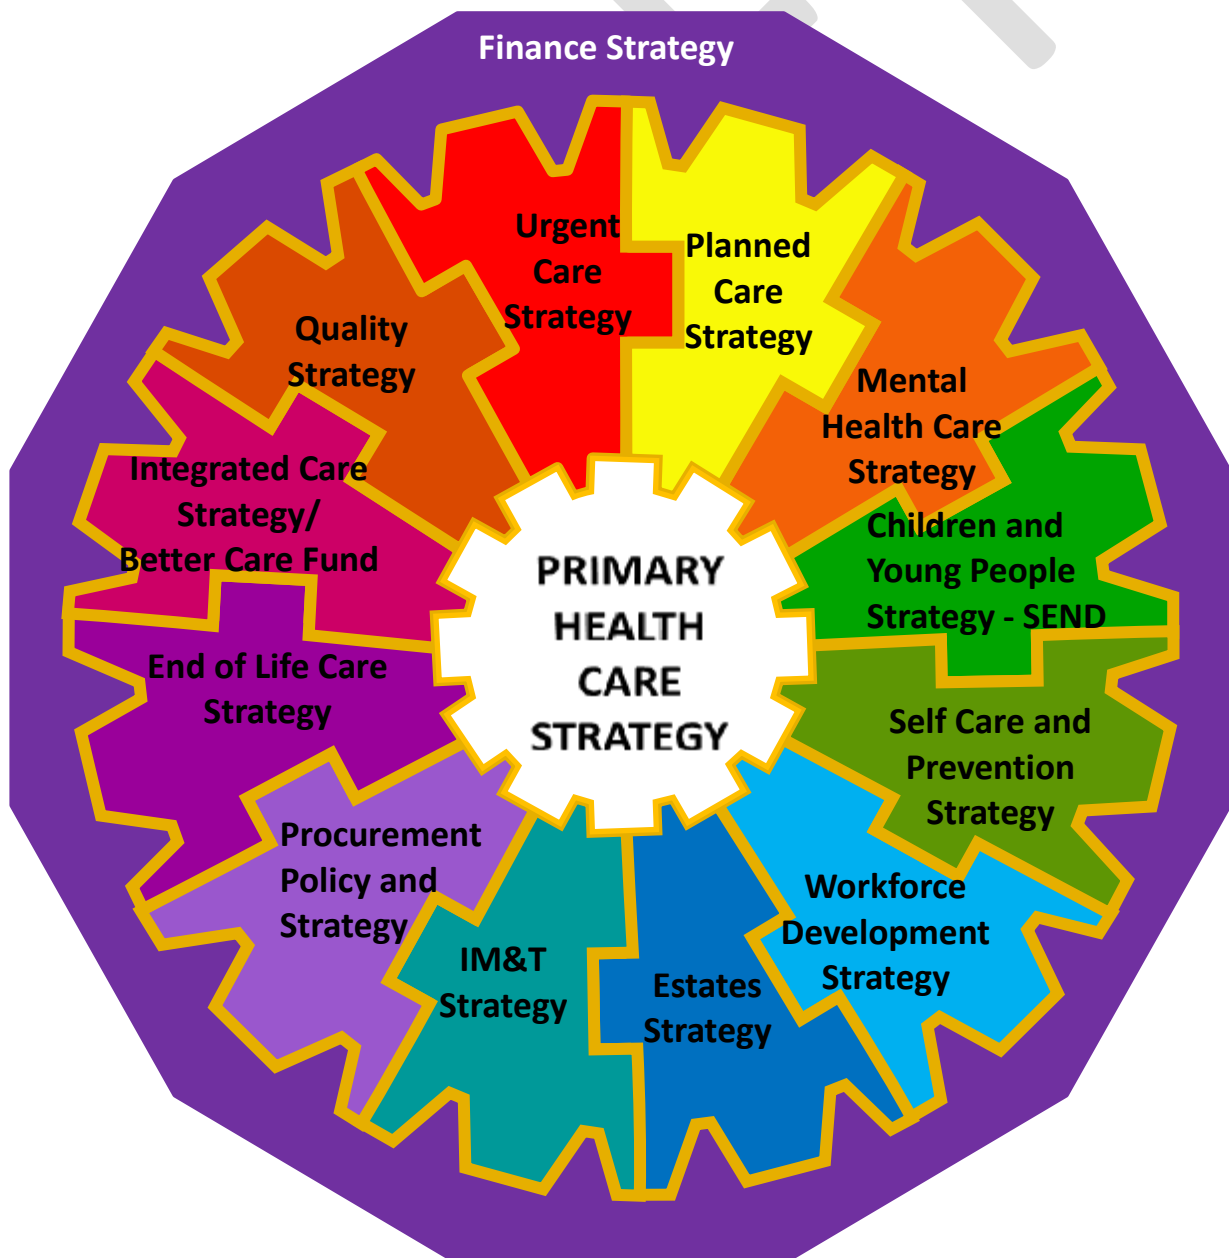 Finance Strategy
Urgent
Care
Strategy
Planned
Care
Strategy
Mental
Health Care
Strategy
Children and
Young People
Strategy - SEND
Self Care and
Prevention
Strategy
Workforce
Development
Strategy
Estates
Strategy
IM&T
Strategy
Procurement
Policy and
Strategy
End of Life Care
Strategy
Integrated Care
Strategy/
Better Care Fund
Quality
Strategy
PRIMARY
HEALTH
CARE
STRATEGY